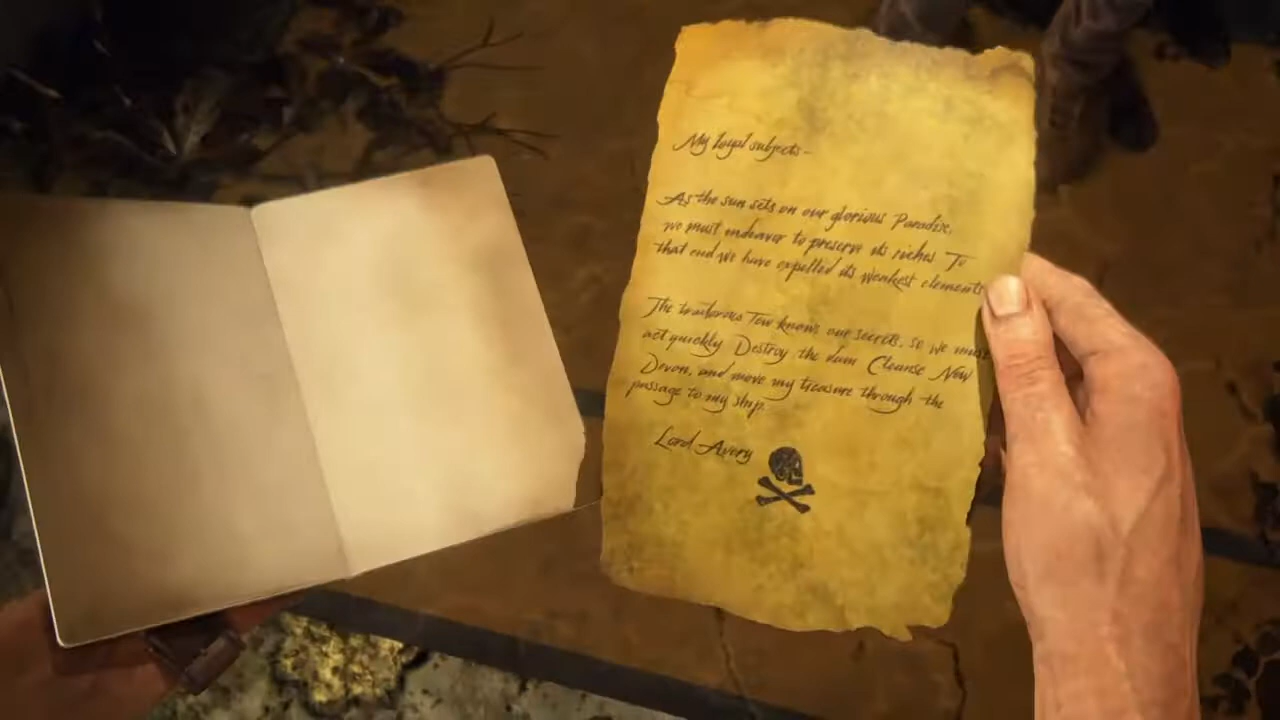 My loyal subjects-
As the sun sets on our glorious Paradise,
we must endeavor to preserve its riches To
that end we have expelled its weakest elements
The traitorous Tew knows our secrets, so we must
act quickly Destroy the dam Cleanse New
Devon, and move my treasure through the
passage to my ship.
Lord Avery